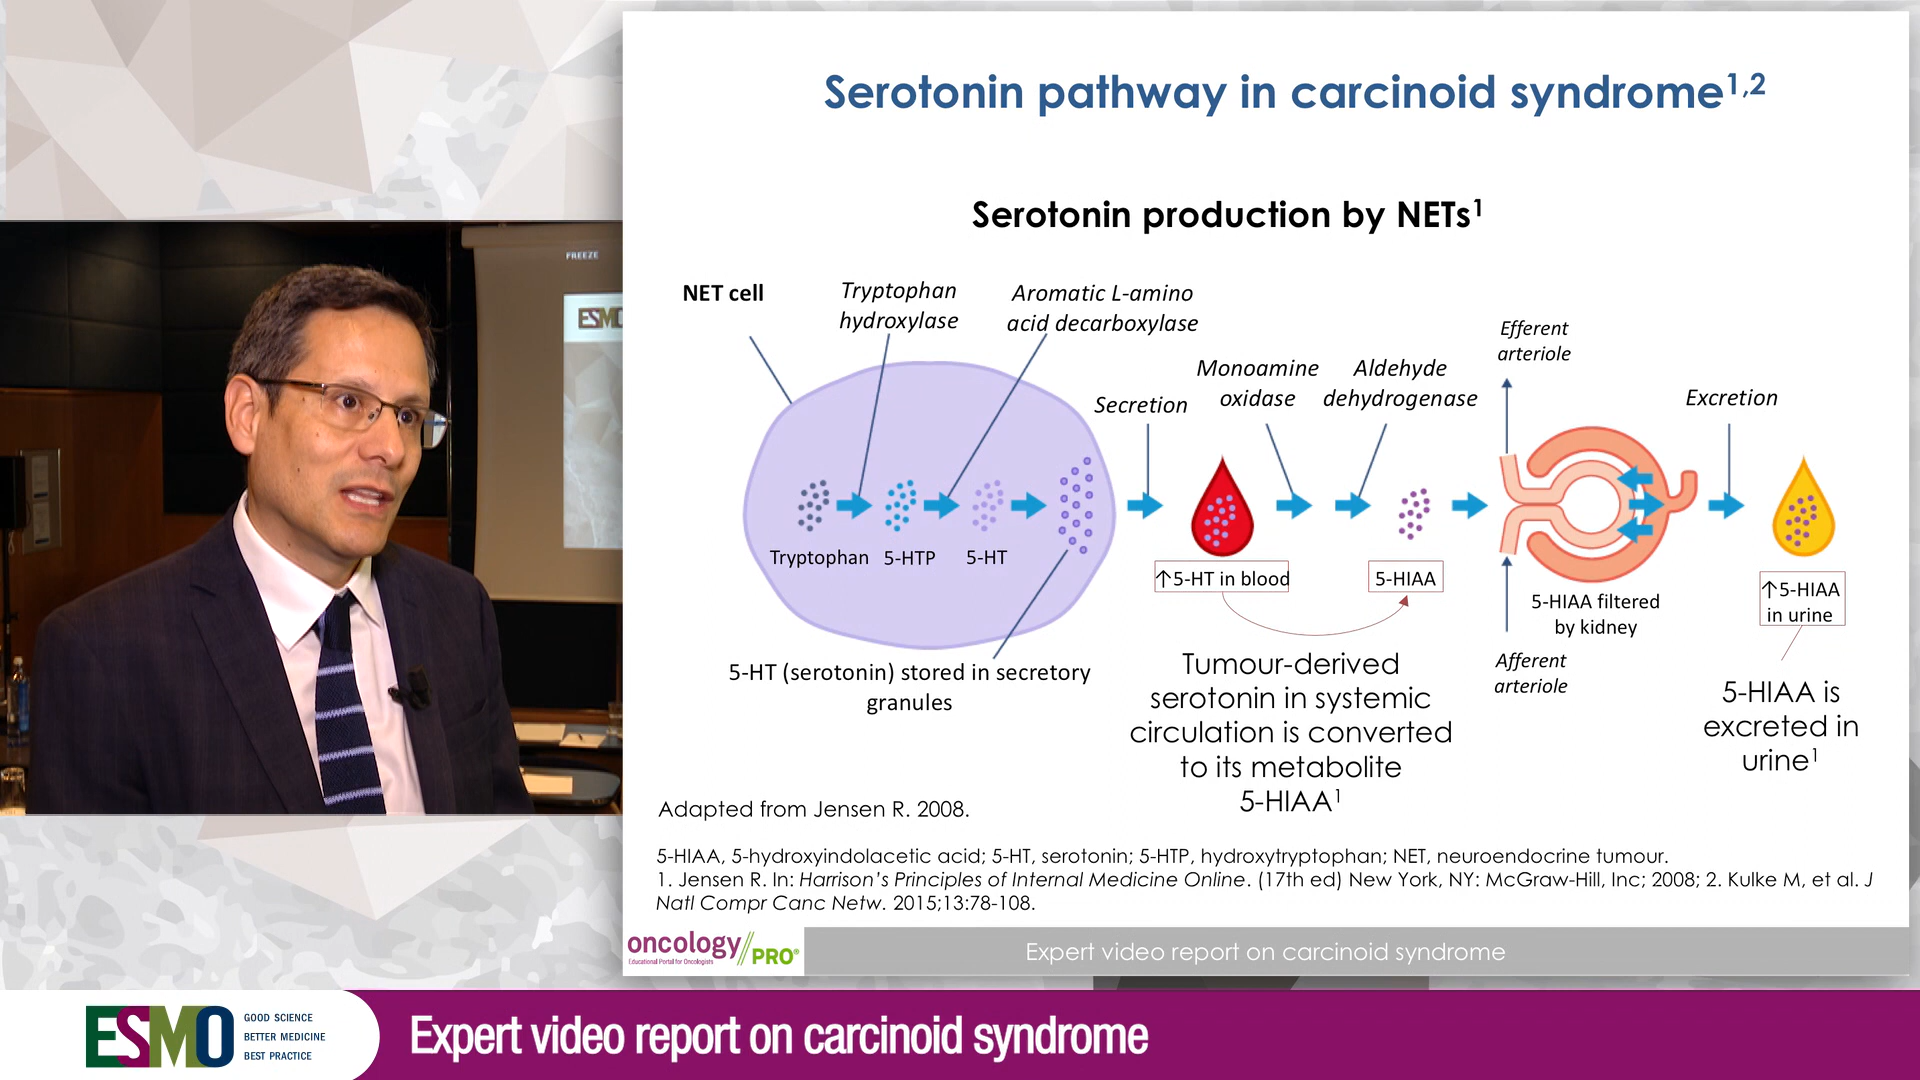 Serotonin pathway in carcinoid syndrome1,2
Serotonin production by NETs1
NET cell
Tryptophan
hydroxylase
Aromatic L-amino
acid decarboxylase
Secretion
Monoamine
oxidase
Aldehyde
dehydrogenase
Efferent
arteriole
Excretion
Tryptophan
5-HTP
5-HT
↑5-HT in blood
5-HIAA
5-HIAA filtered
by kidney
↑5-HIAA
in urine
Afferent
arteriole
5-HT (serotonin) stored in secretory
granules
Tumour-derived
serotonin in systemic
circulation is converted
to its metabolite
5-HIAA1
5-HIAA is
excreted in
urine1
Adapted from Jensen R. 2008.
5-HIAA, 5-hydroxyindolacetic acid; 5-HT, serotonin; 5-HTP, hydroxytryptophan; NET, neuroendocrine tumour.
1. Jensen R. In: Harrison's Principles of Internal Medicine Online. (17th ed) New York, NY: McGraw-Hill, Inc; 2008; 2. Kulke M, et al. J
Natl Compr Canc Netw. 2015;13:78-108.
oncology//PRO®
Educational Portal for Oncologists
Expert video report on carcinoid syndrome
FREEZE
ESMO
GOOD SCIENCE
BETTER MEDICINE
BEST PRACTICE
Expert video report on carcinoid syndrome